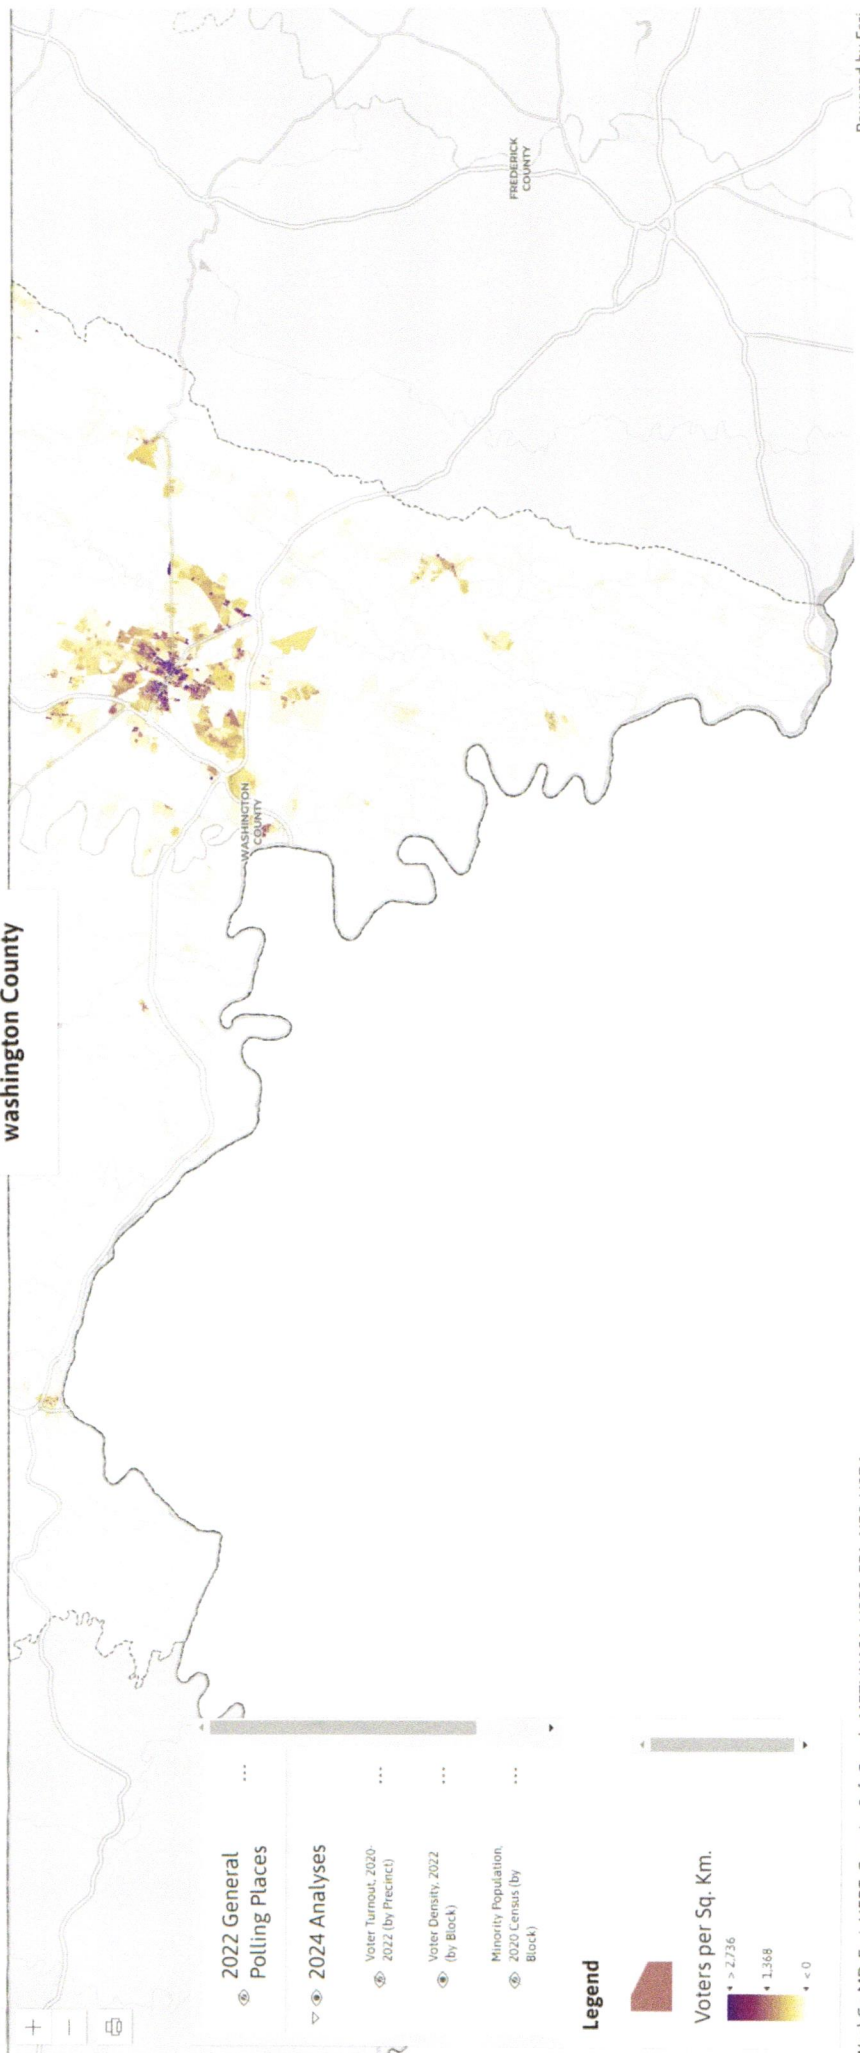 washington County
+
−
2022 General
Polling Places
...
2024 Analyses
Voter Turnout, 2020-
2022 (by Precinct)
...
Voter Density, 2022
(by Block)
...
Minority Population,
2020 Census (by
Block)
...
Legend
Voters per Sq. Km.
> 2,736
1,368
< 0
WASHINGTON
COUNTY
FREDERICK
COUNTY